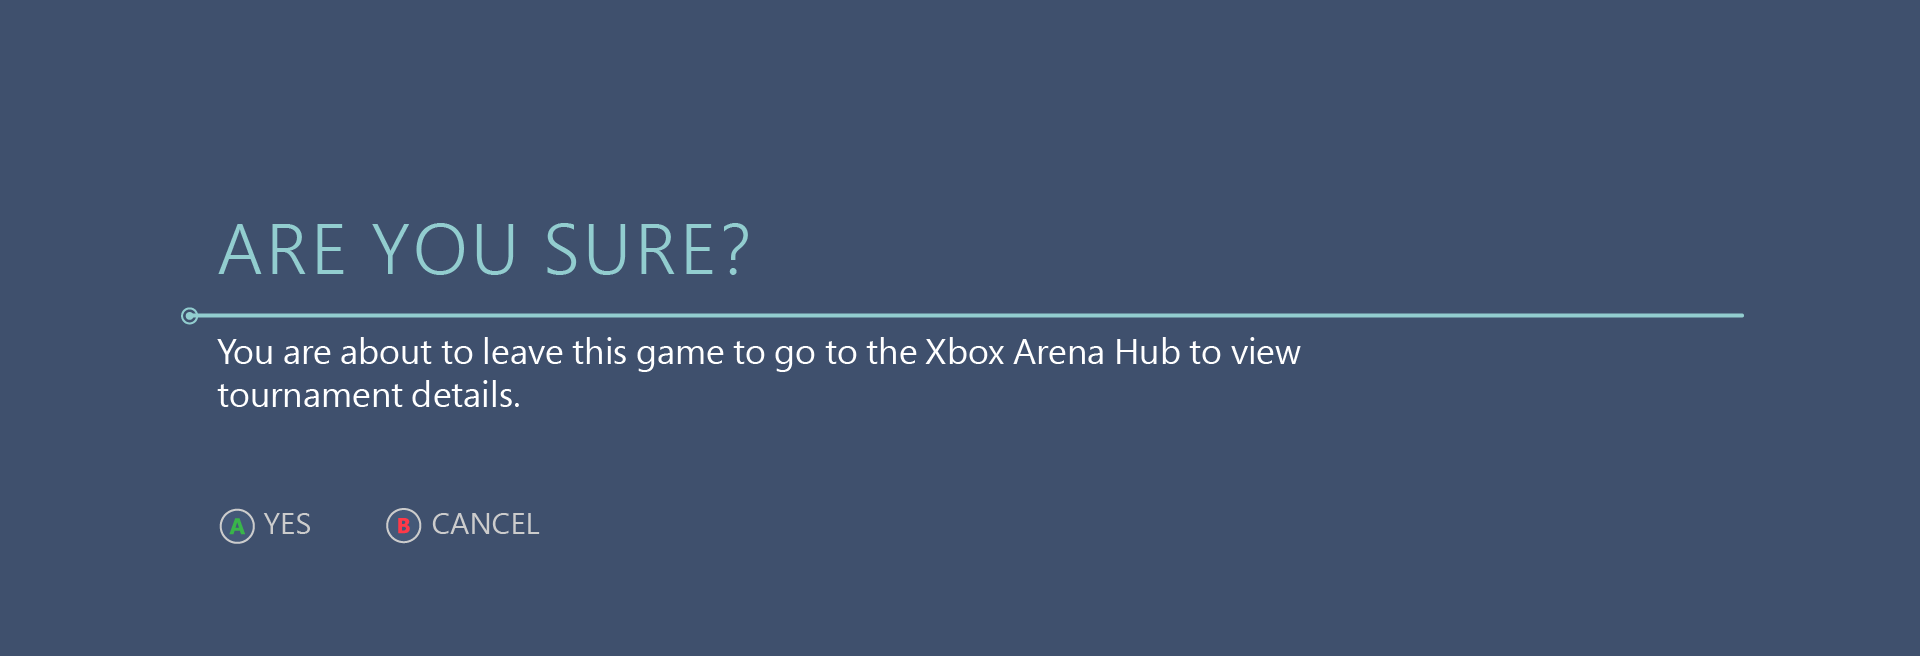 ARE YOU SURE?
You are about to leave this game to go to the Xbox Arena Hub to view
tournament details.
A YES B CANCEL